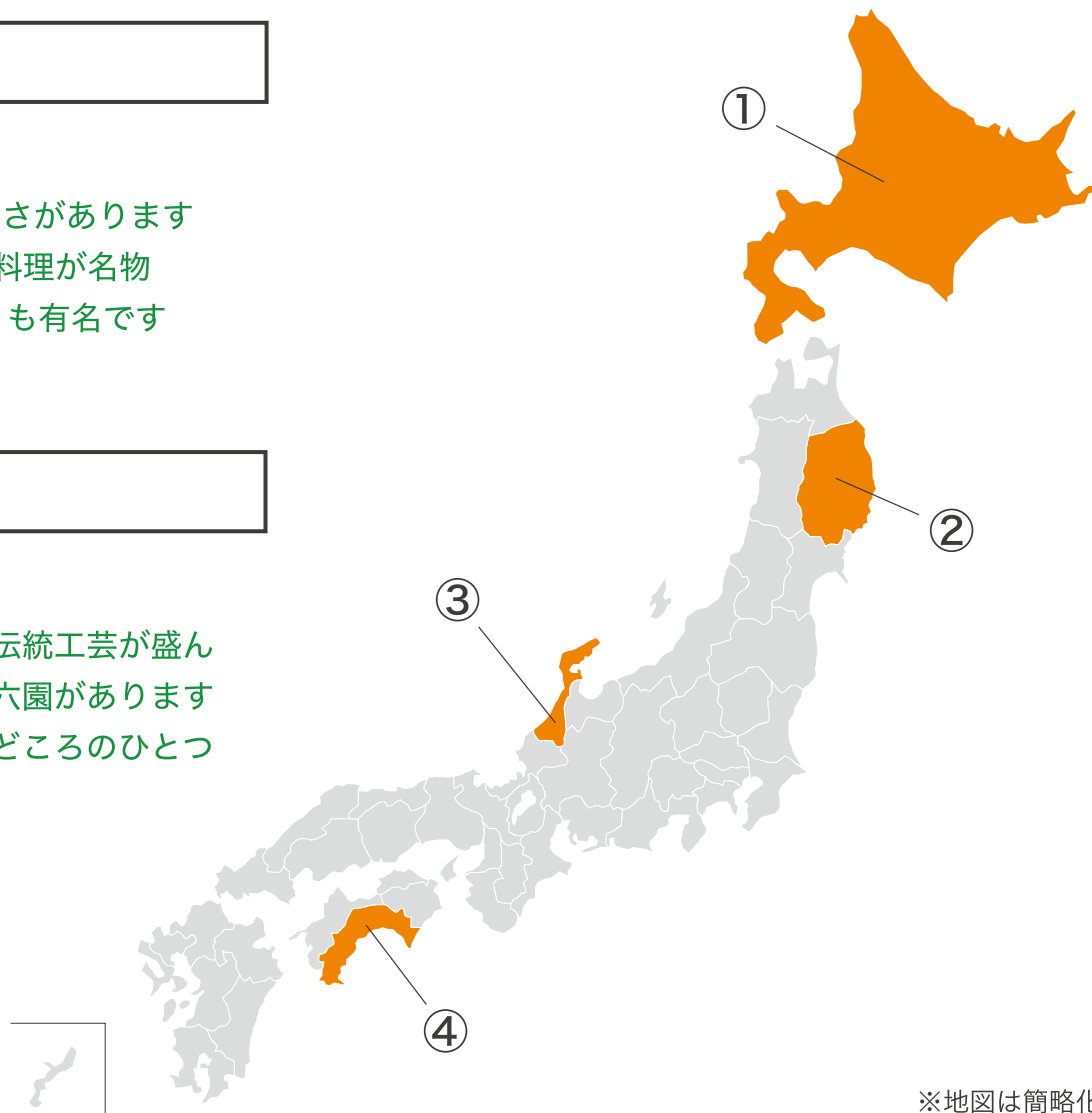 ①
さがあります
料理が名物
も有名です
②
③
伝統工芸が盛ん
六園があります
どころのひとつ
④
※地図は簡略化